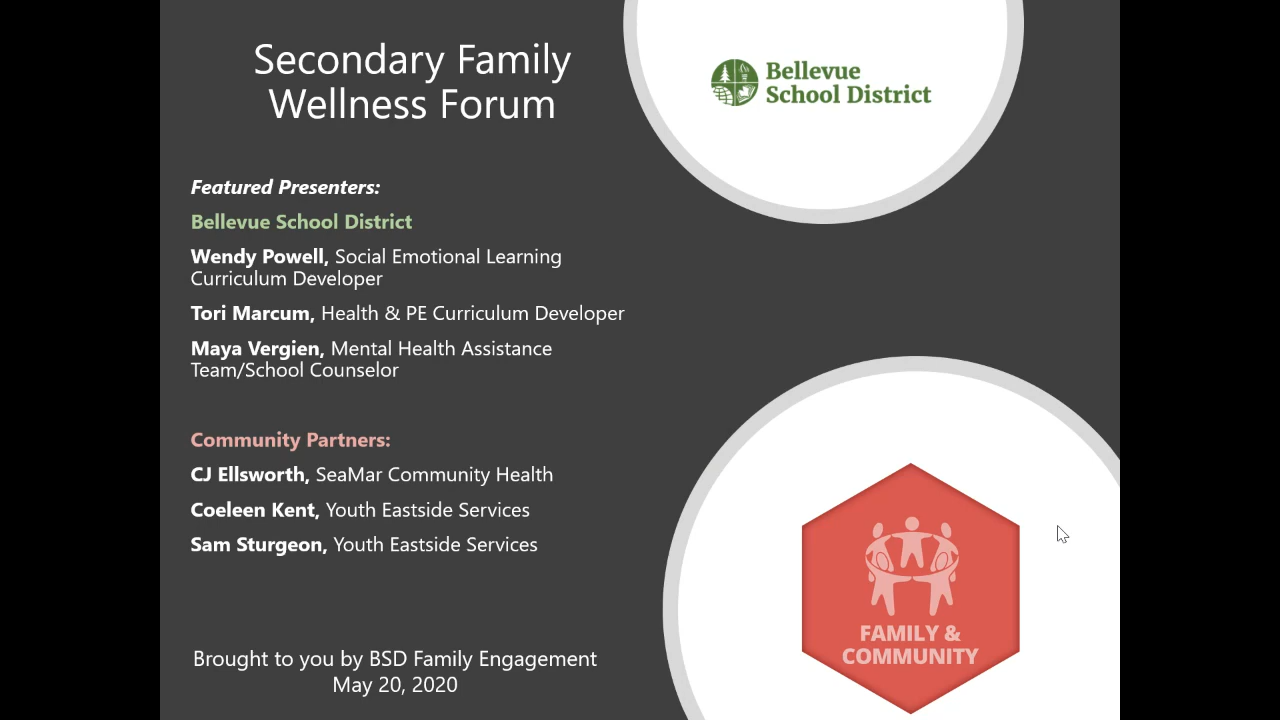 Secondary Family
Wellness Forum
Bellevue
School District
Featured Presenters:
Bellevue School District
Wendy Powell, Social Emotional Learning
Curriculum Developer
Tori Marcum, Health & PE Curriculum Developer
Maya Vergien, Mental Health Assistance
Team/School Counselor
Community Partners:
CJ Ellsworth, SeaMar Community Health
Coeleen Kent, Youth Eastside Services
Sam Sturgeon, Youth Eastside Services
FAMILY &
COMMUNITY
Brought to you by BSD Family Engagement
May 20, 2020